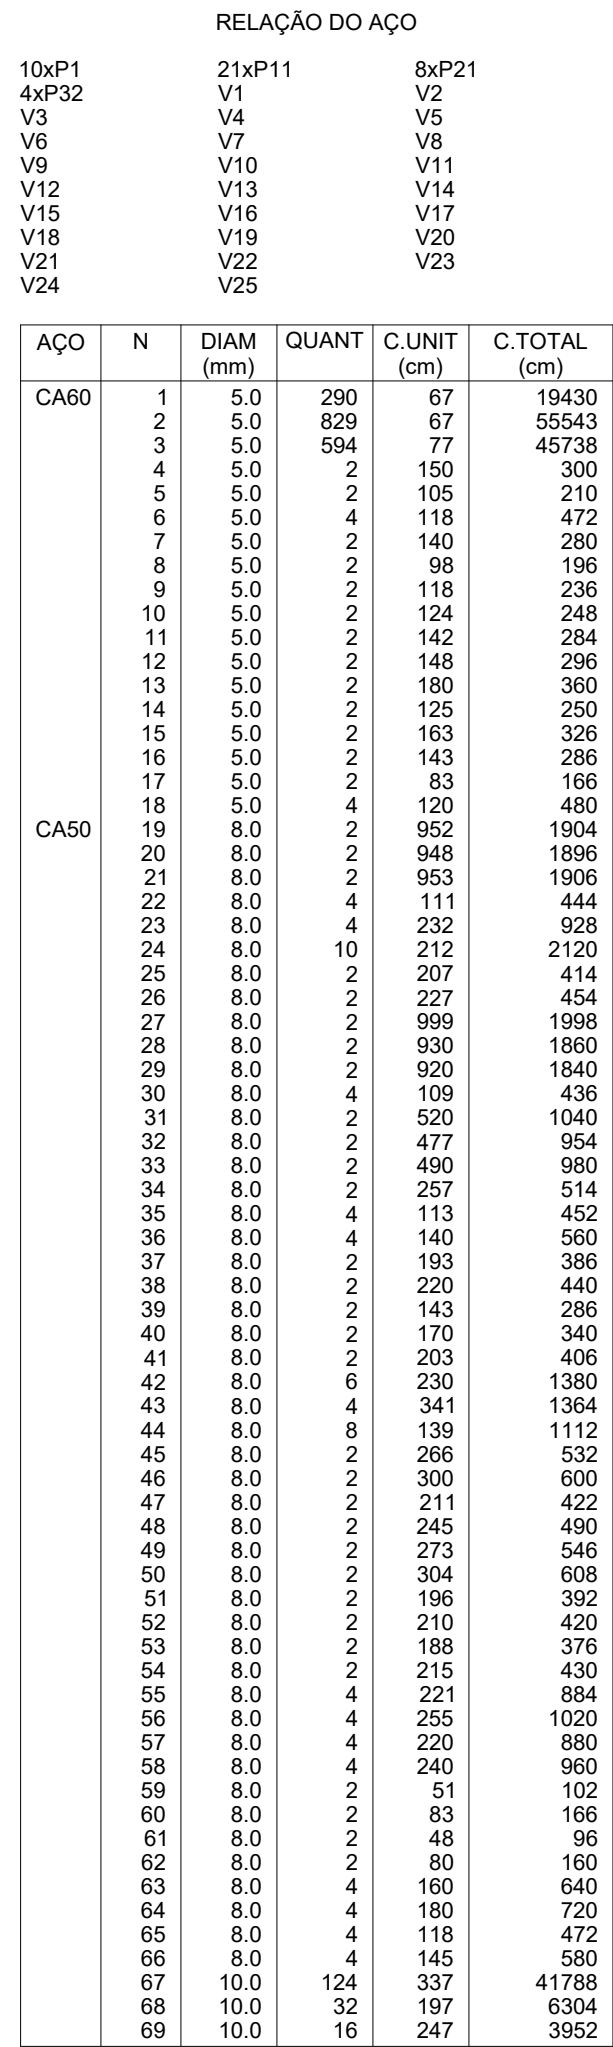 RELAÇÃO DO AÇO
10xP1 21xP11 8xP21
4xP32 V1 V2
V3 V4 V5
V6 V7 V8
V9 V10 V11
V12 V13 V14
V15 V16 V17
V18 V19 V20
V21 V22 V23
V24 V25
AÇO N DIAM QUANT C.UNIT C.TOTAL
(mm) (cm) (cm)
CA60 1 5.0 290 67 19430
2 5.0 829 67 55543
3 5.0 594 77 45738
4 5.0 2 150 300
5 5.0 2 105 210
6 5.0 4 118 472
7 5.0 2 140 280
8 5.0 2 98 196
9 5.0 2 118 236
10 5.0 2 124 248
11 5.0 2 142 284
12 5.0 2 148 296
13 5.0 2 180 360
14 5.0 2 125 250
15 5.0 2 163 326
16 5.0 2 143 286
17 5.0 2 83 166
18 5.0 4 120 480
CA50 19 8.0 2 952 1904
20 8.0 2 948 1896
21 8.0 2 953 1906
22 8.0 4 111 444
23 8.0 4 232 928
24 8.0 10 212 2120
25 8.0 2 207 414
26 8.0 2 227 454
27 8.0 2 999 1998
28 8.0 2 930 1860
29 8.0 2 920 1840
30 8.0 4 109 436
31 8.0 2 520 1040
32 8.0 2 477 954
33 8.0 2 490 980
34 8.0 2 257 514
35 8.0 4 113 452
36 8.0 4 140 560
37 8.0 2 193 386
38 8.0 2 220 440
39 8.0 2 143 286
40 8.0 2 170 340
41 8.0 2 203 406
42 8.0 6 230 1380
43 8.0 4 341 1364
44 8.0 8 139 1112
45 8.0 2 266 532
46 8.0 2 300 600
47 8.0 2 211 422
48 8.0 2 245 490
49 8.0 2 273 546
50 8.0 2 304 608
51 8.0 2 196 392
52 8.0 2 210 420
53 8.0 2 188 376
54 8.0 2 215 430
55 8.0 4 221 884
56 8.0 4 255 1020
57 8.0 4 220 880
58 8.0 4 240 960
59 8.0 2 51 102
60 8.0 2 83 166
61 8.0 2 48 96
62 8.0 2 80 160
63 8.0 4 160 640
64 8.0 4 180 720
65 8.0 4 118 472
66 8.0 4 145 580
67 10.0 124 337 41788
68 10.0 32 197 6304
69 10.0 16 247 3952